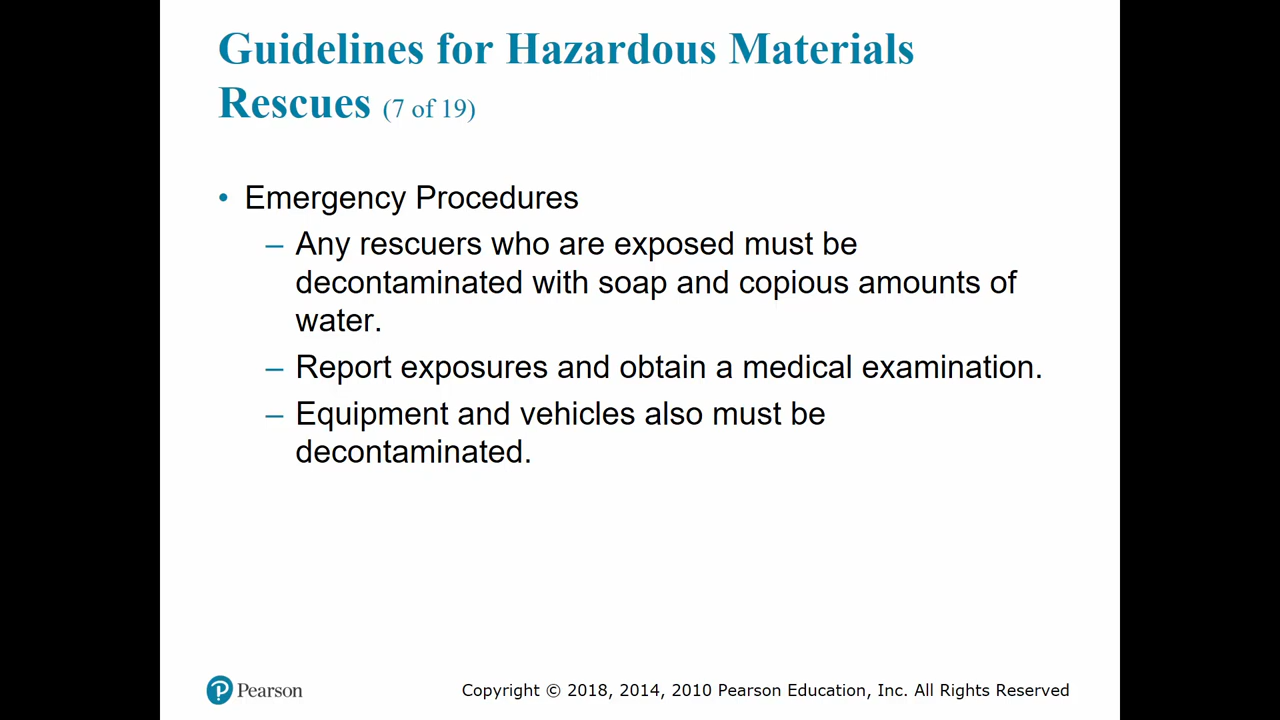 Guidelines for Hazardous Materials
Rescues (7 of 19)
• Emergency Procedures
– Any rescuers who are exposed must be
decontaminated with soap and copious amounts of
water.
– Report exposures and obtain a medical examination.
– Equipment and vehicles also must be
decontaminated.
Pearson
Copyright © 2018, 2014, 2010 Pearson Education, Inc. All Rights Reserved